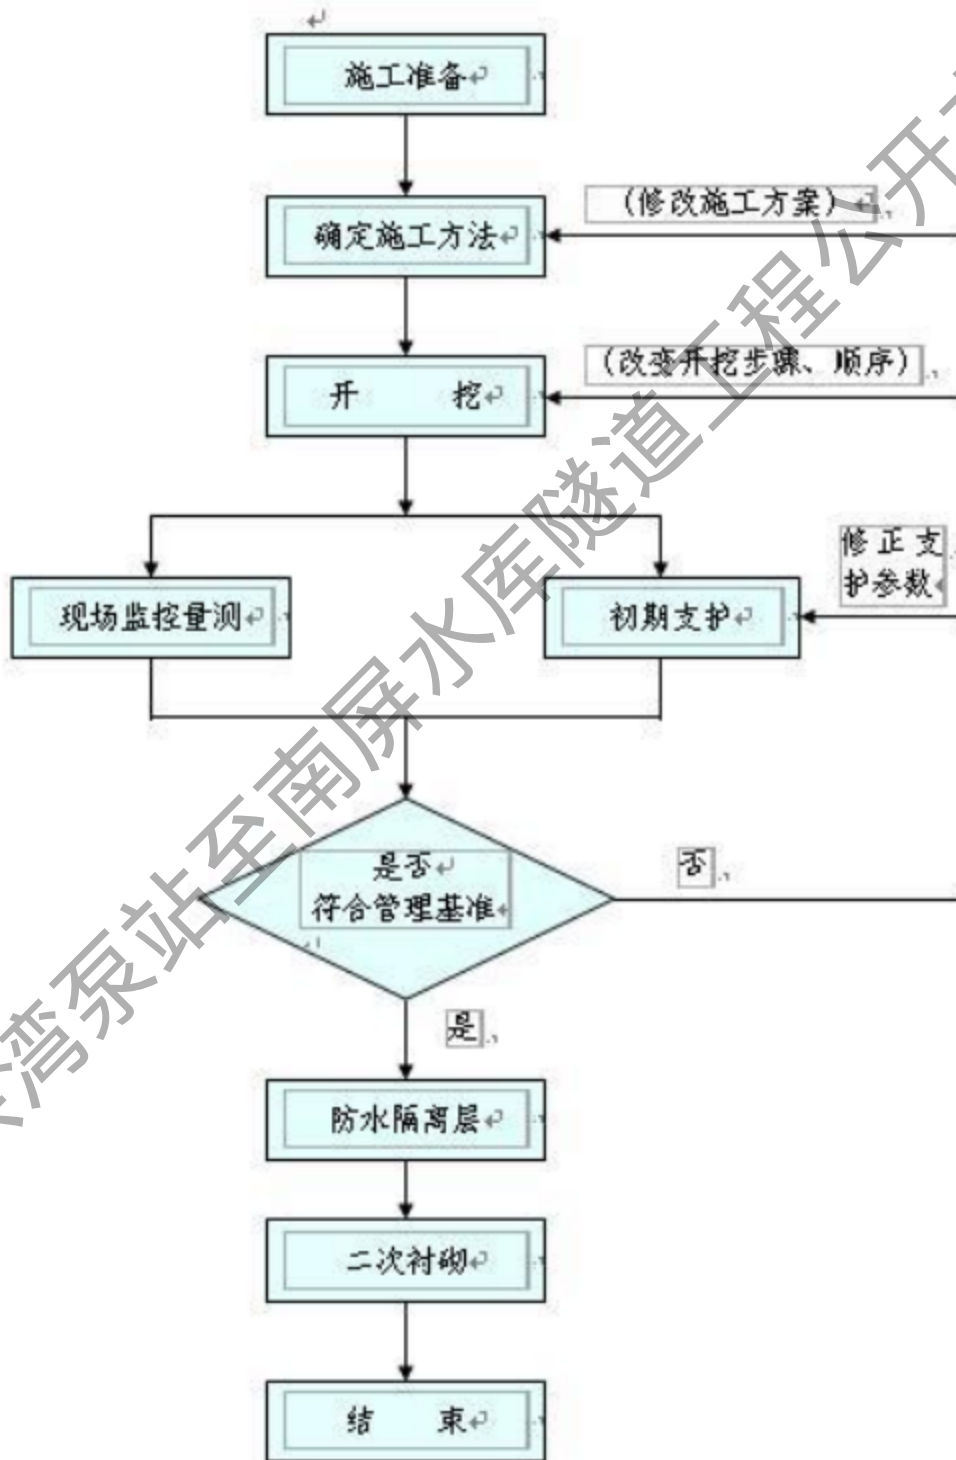 施工准备
(修改施工方案)
确定施工方法
(改变开挖步骤、顺序)
开 挖
修正支
护参数
现场监控量测
初期支护
是否
符合管理基准
否
是
防水隔离层
二次衬砌
结 束
湾泵站至南屏水库隧道工程公开